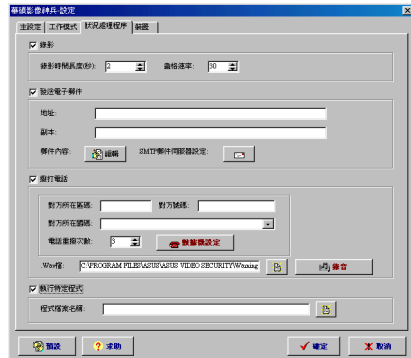 華碩影像神兵-設定
主設定 工作模式 狀況處理程序 裝置
錄影
錄影時間長度(秒): 2 畫格速率: 30
發送電子郵件
地址:
副本:
郵件內容: 編輯 SMTP郵件伺服器設定:
撥打電話
對方所在區碼: 對方號碼:
對方所在國碼:
電話重撥次數: 3 數據機設定
.Wav檔: C:\PROGRAM FILES\ASUS\ASUS VIDEO SECURITY\Warning 錄音
執行特定程式
程式檔案名稱:
預設 求助 確定 取消